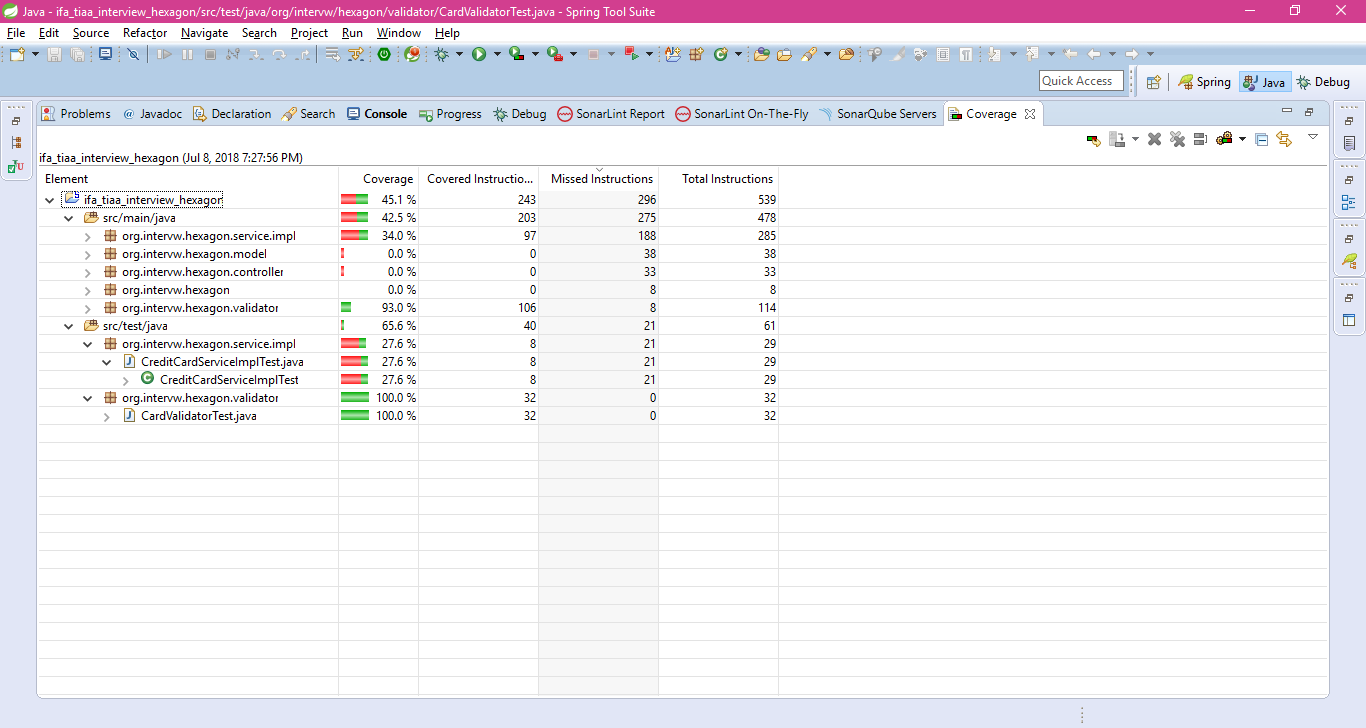 Java - ifa_tiaa_interview_hexagon/src/test/java/org/intervw/hexagon/validator/CardValidatorTest.java - Spring Tool Suite
File Edit Source Refactor Navigate Search Project Run Window Help
Quick Access Spring Java Debug
Problems @ Javadoc Declaration Search Console Progress Debug SonarLint Report SonarLint On-The-Fly SonarQube Servers Coverage
ifa_tiaa_interview_hexagon (Jul 8, 2018 7:27:56 PM)
Element Coverage Covered Instructio... Missed Instructions Total Instructions
ifa_tiaa_interview_hexagon 45.1 % 243 296 539
src/main/java 42.5 % 203 275 478
org.intervw.hexagon.service.impl 34.0 % 97 188 285
org.intervw.hexagon.model 0.0 % 0 38 38
org.intervw.hexagon.controller 0.0 % 0 33 33
org.intervw.hexagon 0.0 % 0 8 8
org.intervw.hexagon.validator 93.0 % 106 8 114
src/test/java 65.6 % 40 21 61
org.intervw.hexagon.service.impl 27.6 % 8 21 29
CreditCardServiceImplTest.java 27.6 % 8 21 29
CreditCardServiceImplTest 27.6 % 8 21 29
org.intervw.hexagon.validator 100.0 % 32 0 32
CardValidatorTest.java 100.0 % 32 0 32